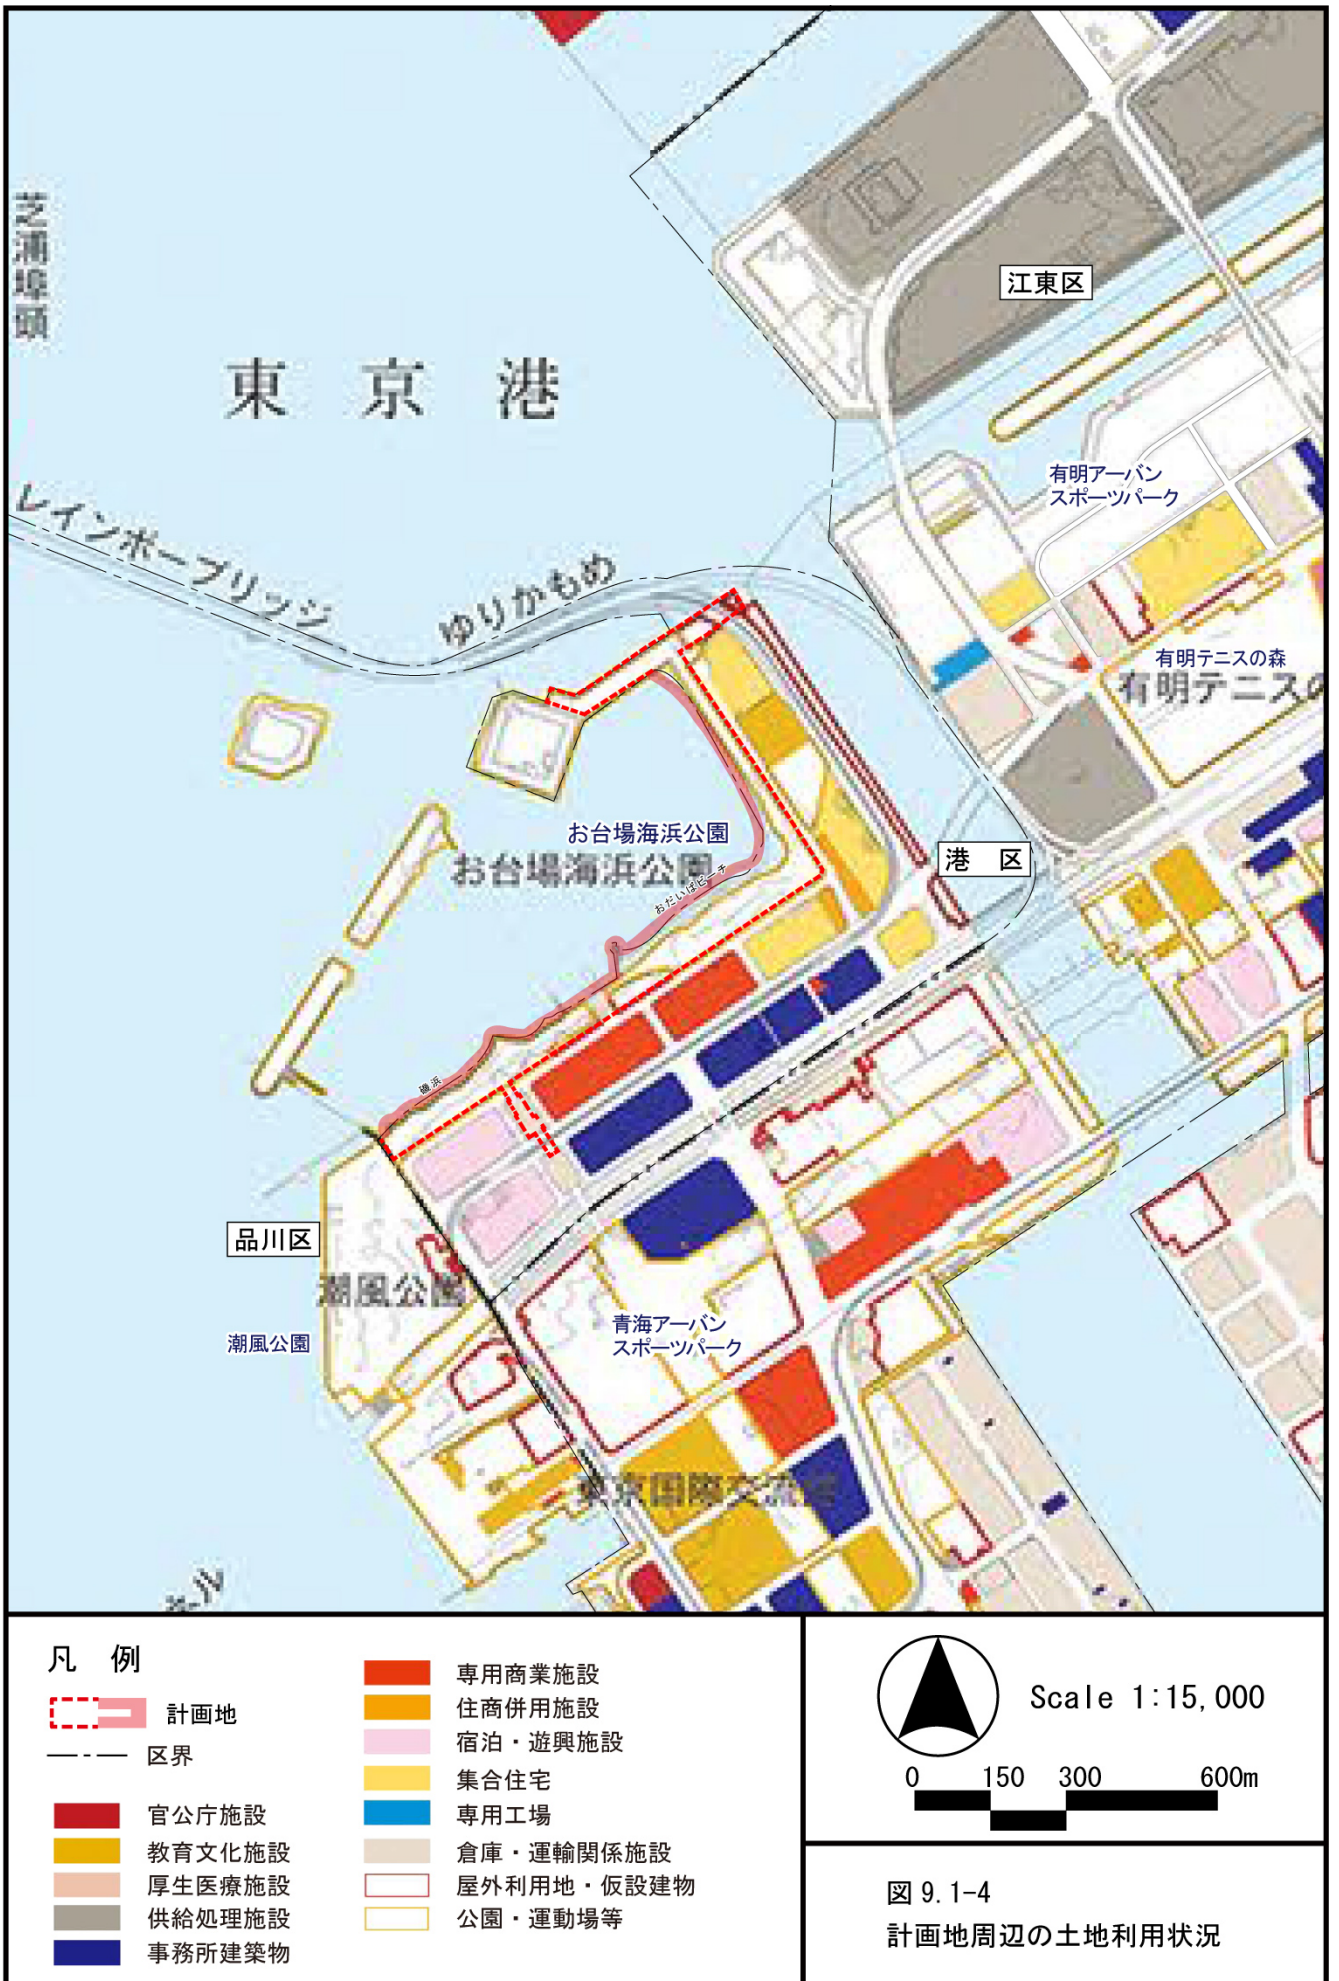 芝浦埠頭
江東区
東京港
有明アーバン
スポーツパーク
レインボーブリッジ
ゆりかもめ
有明テニスの森
有明テニスの
お台場海浜公園
お台場海浜公園
港 区
おだいばビーチ
磯浜
品川区
潮風公園
潮風公園
青海アーバン
スポーツパーク
東京国際交流館
ネル
凡 例
計画地
区界
官公庁施設
教育文化施設
厚生医療施設
供給処理施設
事務所建築物
専用商業施設
住商併用施設
宿泊・遊興施設
集合住宅
専用工場
倉庫・運輸関係施設
屋外利用地・仮設建物
公園・運動場等
Scale 1:15,000
0 150 300 600m
図 9.1-4
計画地周辺の土地利用状況